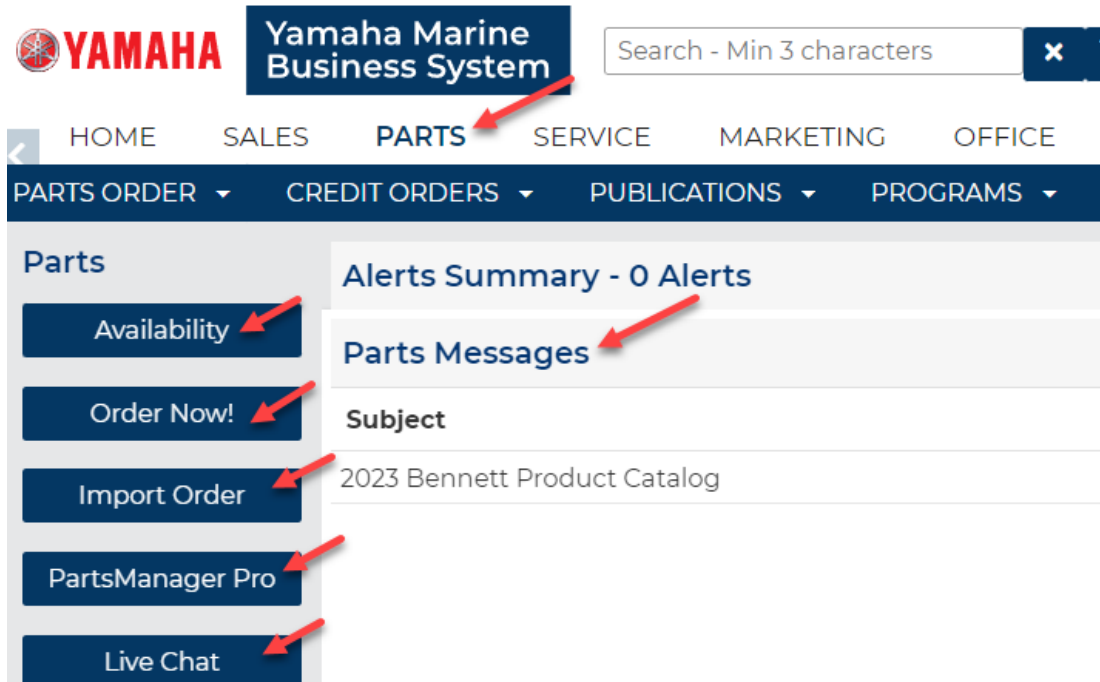 YAMAHA
Yamaha Marine
Business System
Search - Min 3 characters
HOME SALES PARTS SERVICE MARKETING OFFICE
PARTS ORDER CREDIT ORDERS PUBLICATIONS PROGRAMS
Parts
Availability
Order Now!
Import Order
PartsManager Pro
Live Chat
Alerts Summary - 0 Alerts
Parts Messages
Subject
2023 Bennett Product Catalog